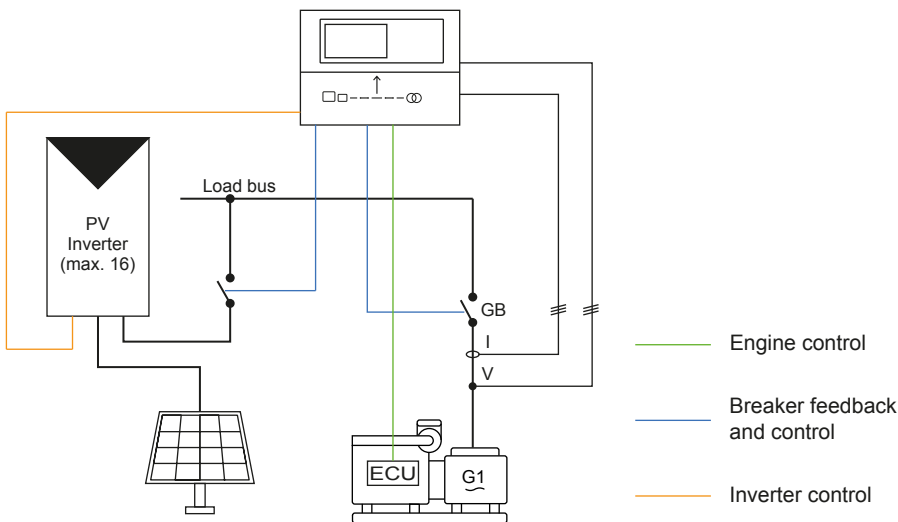 Load bus
PV
Inverter
(max. 16)
GB
I
V
ECU
G1
Engine control
Breaker feedback
and control
Inverter control